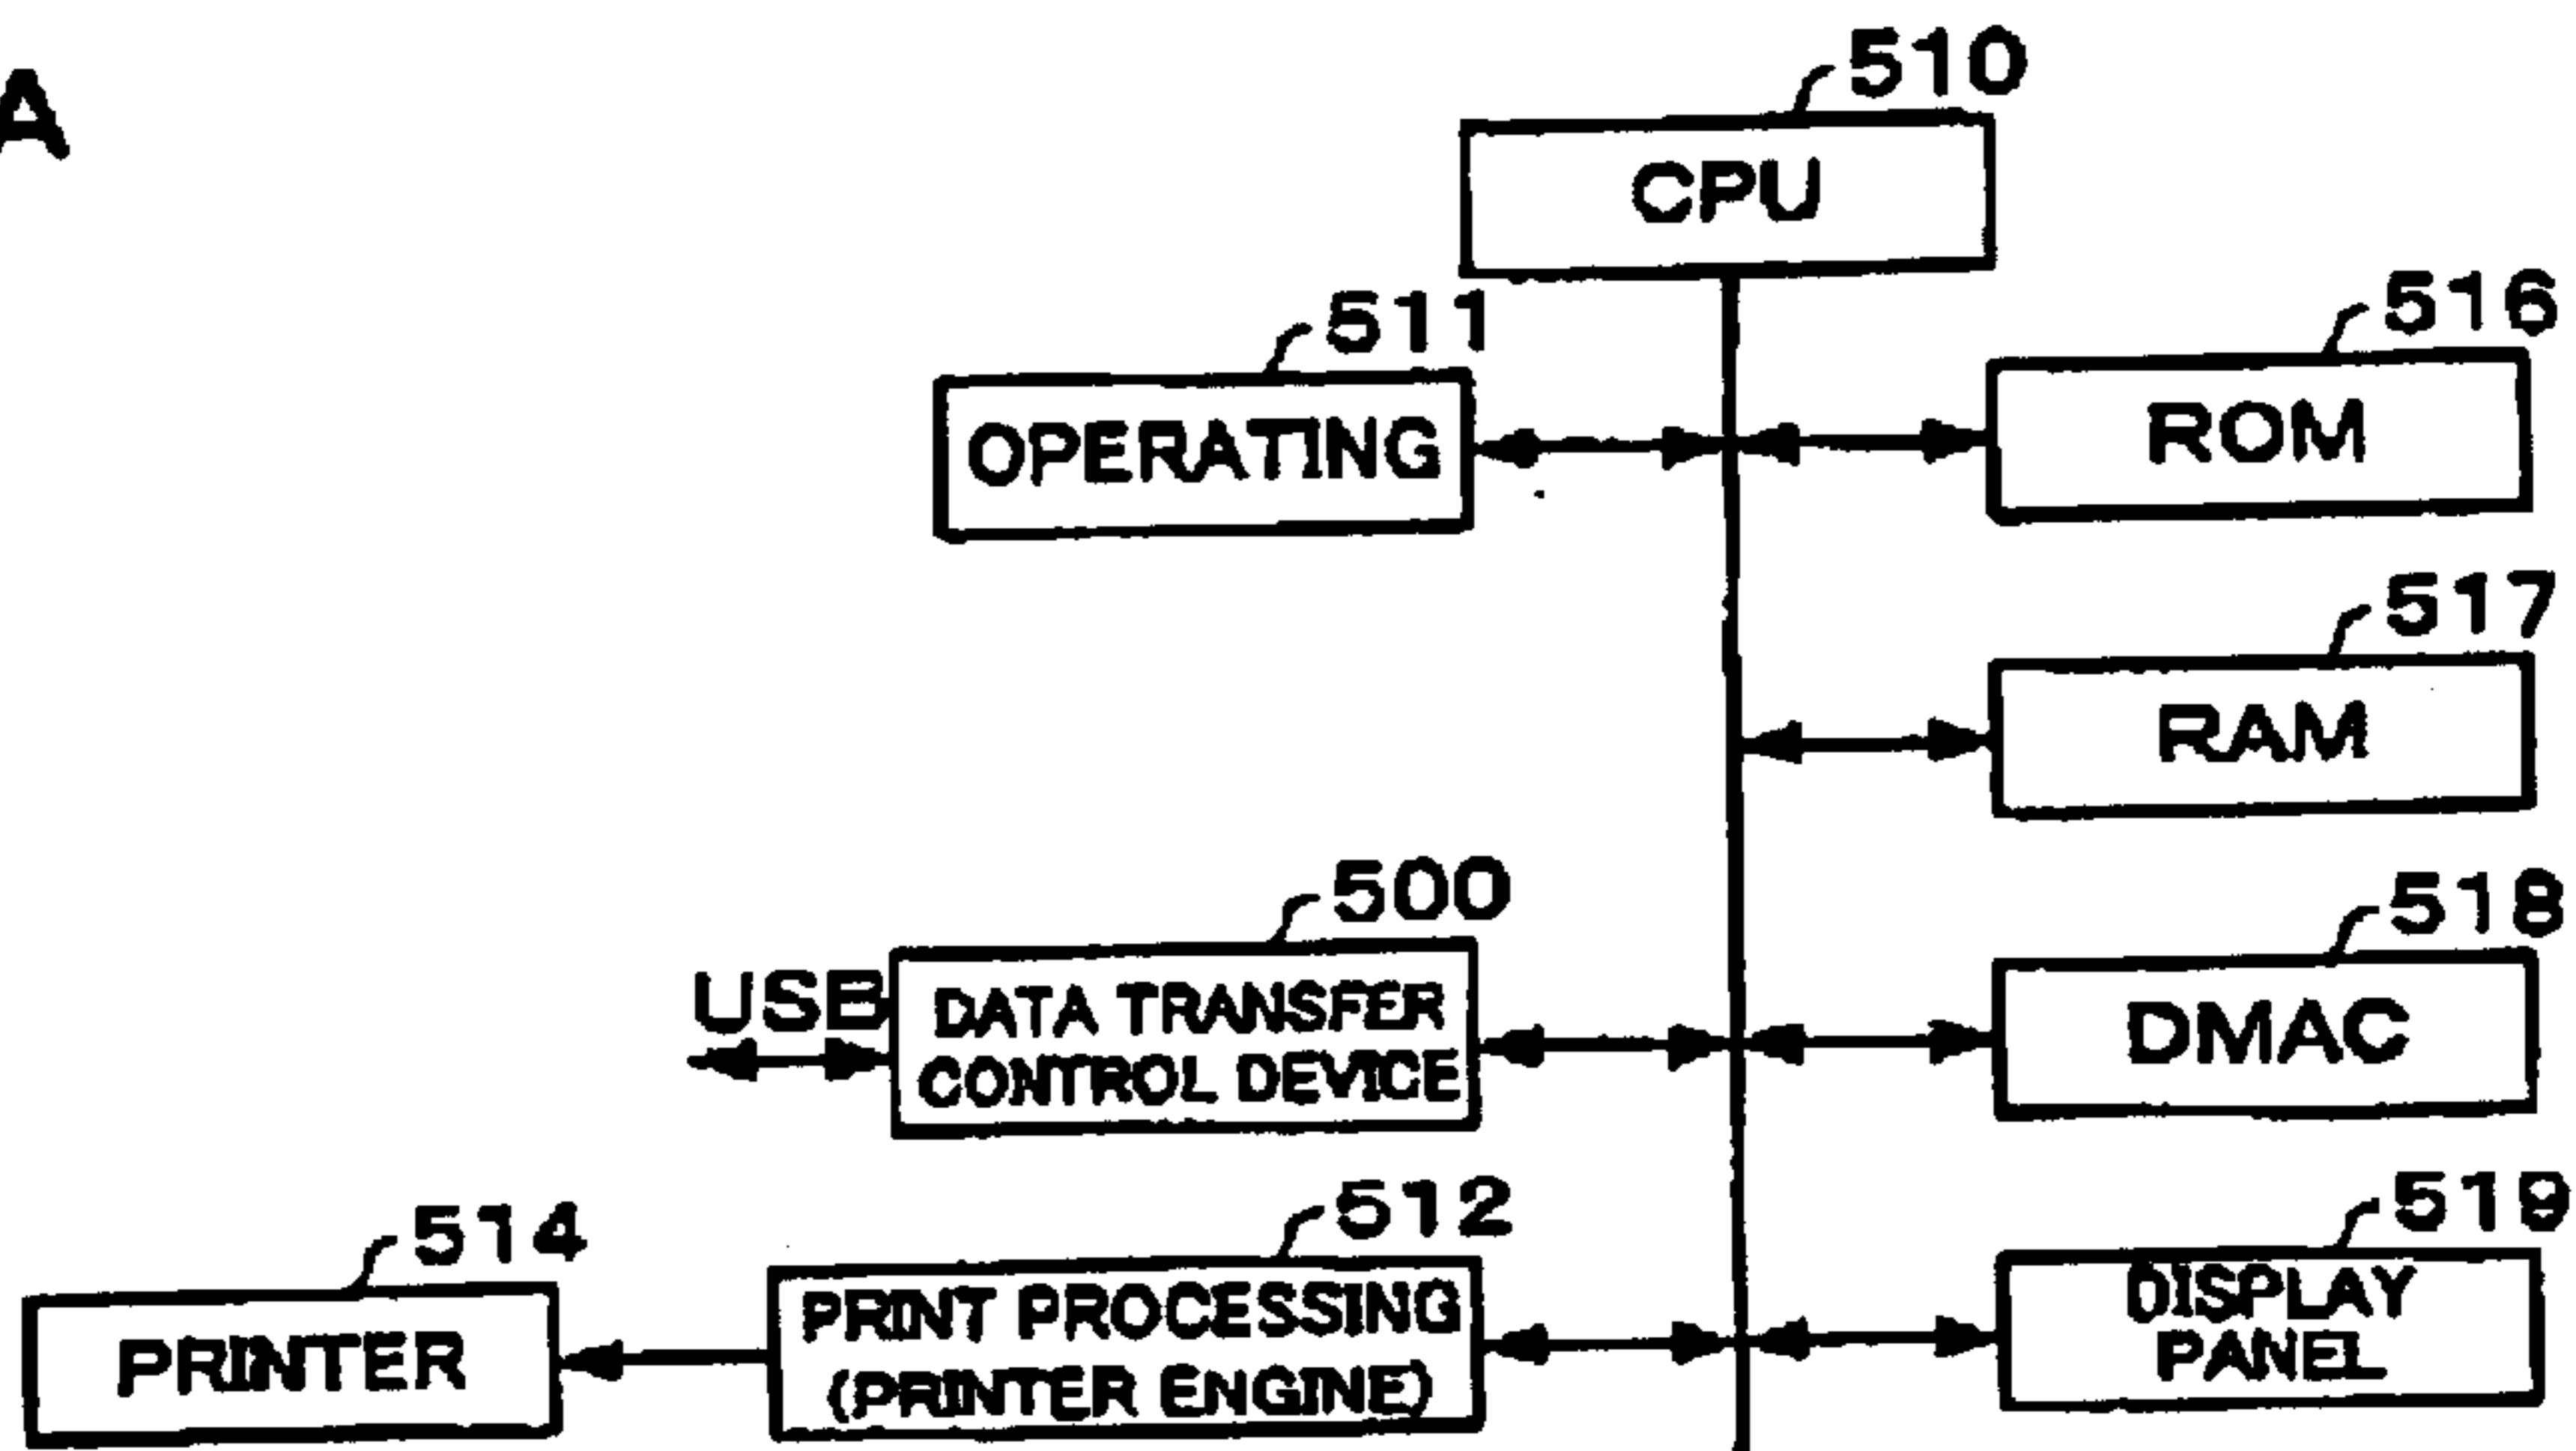 A
510
CPU
511
OPERATING
516
ROM
517
RAM
500
USB
DATA TRANSFER
CONTROL DEVICE
518
DMAC
514
PRINTER
512
PRINT PROCESSING
(PRINTER ENGINE)
519
DISPLAY
PANEL